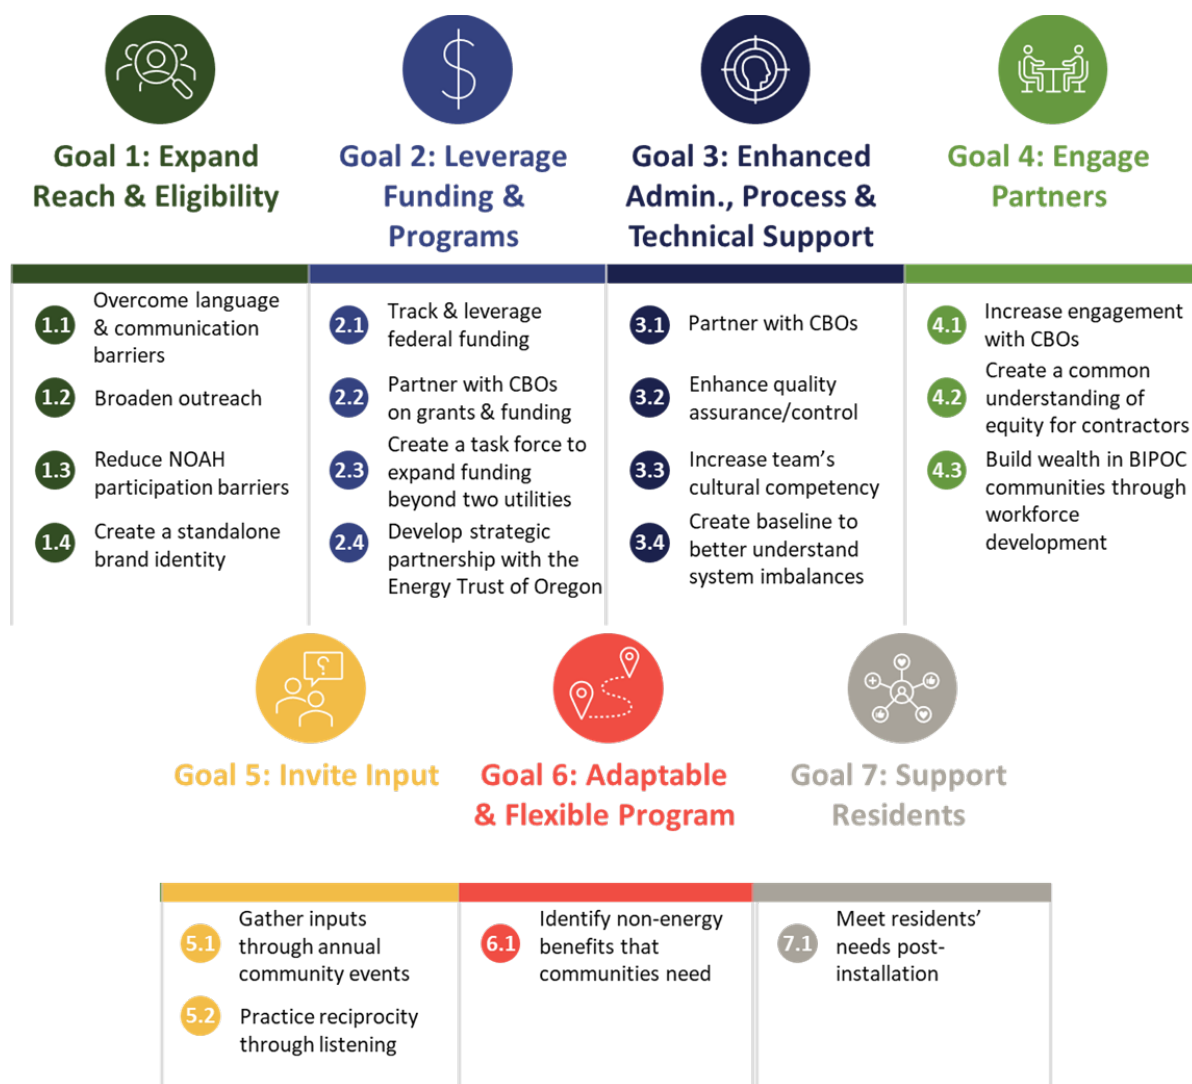 Goal 1: Expand
Reach & Eligibility
Goal 2: Leverage
Funding &
Programs
Goal 3: Enhanced
Admin., Process &
Technical Support
Goal 4: Engage
Partners
1.1
Overcome language
& communication
barriers
1.2
Broaden outreach
1.3
Reduce NOAH
participation barriers
1.4
Create a standalone
brand identity
2.1
Track & leverage
federal funding
2.2
Partner with CBOs
on grants & funding
2.3
Create a task force to
expand funding
beyond two utilities
2.4
Develop strategic
partnership with the
Energy Trust of Oregon
3.1
Partner with CBOs
3.2
Enhance quality
assurance/control
3.3
Increase team’s
cultural competency
3.4
Create baseline to
better understand
system imbalances
4.1
Increase engagement
with CBOs
4.2
Create a common
understanding of
equity for contractors
4.3
Build wealth in BIPOC
communities through
workforce
development
?
Goal 5: Invite Input
Goal 6: Adaptable
& Flexible Program
Goal 7: Support
Residents
5.1
Gather inputs
through annual
community events
5.2
Practice reciprocity
through listening
6.1
Identify non-energy
benefits that
communities need
7.1
Meet residents’
needs post-
installation